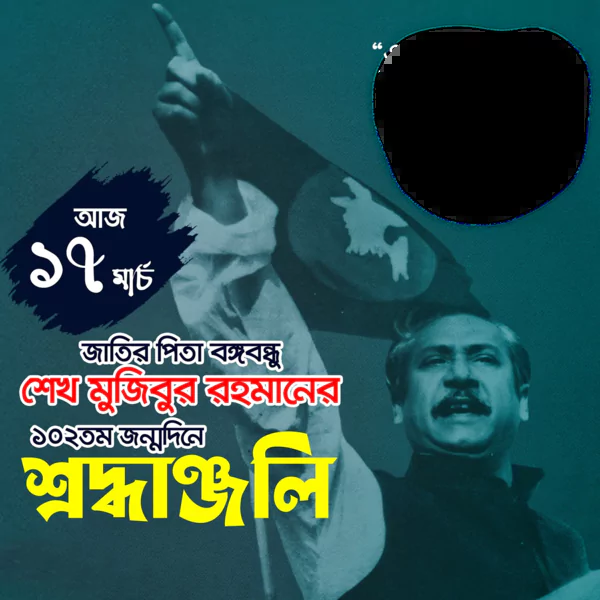 আজ
১৭ মার্চ
জাতির পিতা বঙ্গবন্ধু
শেখ মুজিবুর রহমানের
১০২তম জন্মদিনে
শ্রদ্ধাঞ্জলি